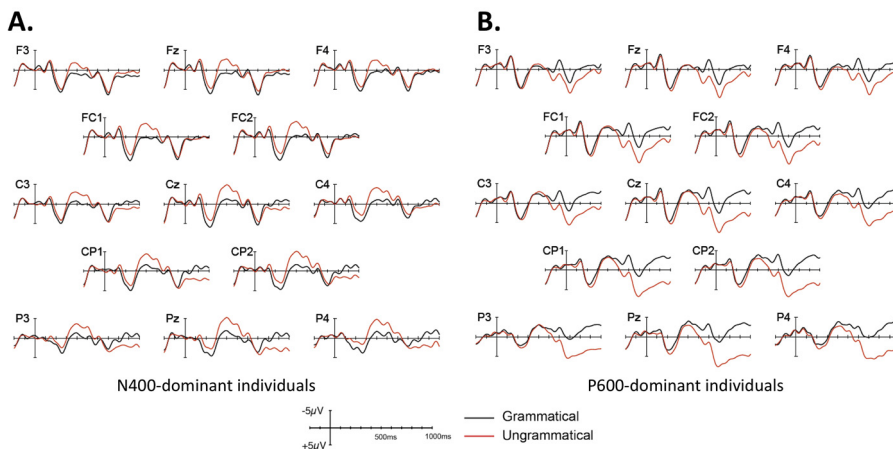 A.
B.
F3 Fz F4
F3 Fz F4
FC1 FC2
FC1 FC2
C3 Cz C4
C3 Cz C4
CP1 CP2
CP1 CP2
P3 Pz P4
P3 Pz P4
N400-dominant individuals
P600-dominant individuals
-5μV
+5μV
500ms
1000ms
Grammatical
Ungrammatical